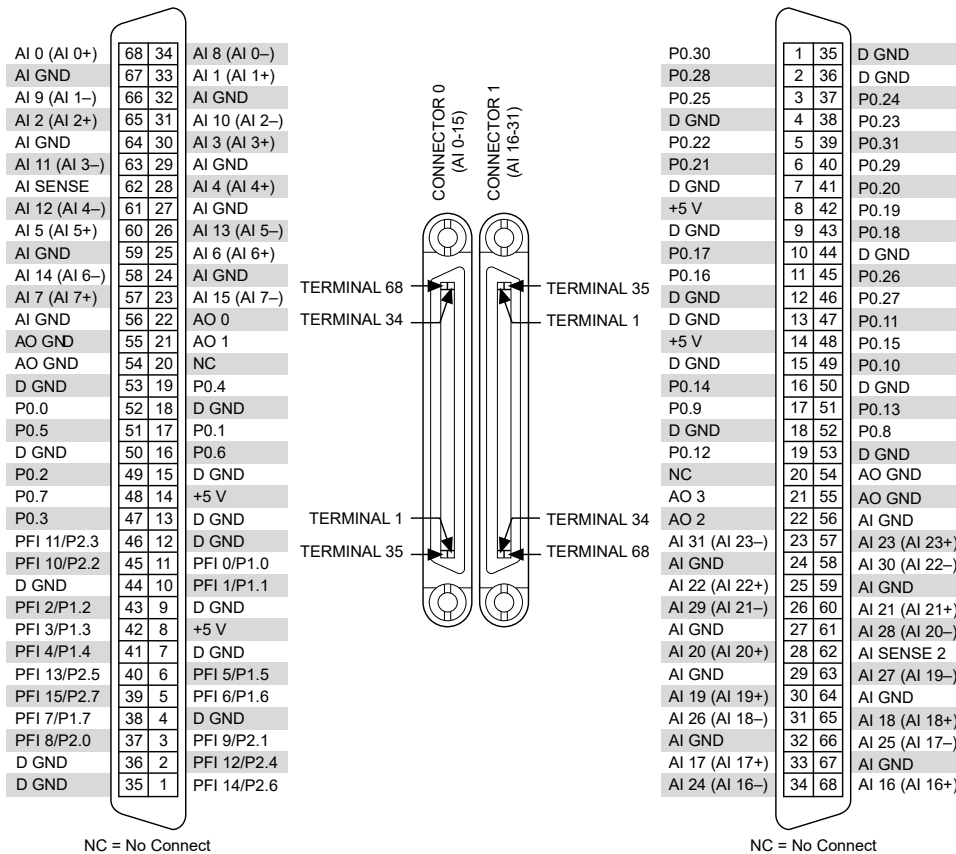 AI 0 (AI 0+) 68 34 AI 8 (AI 0–)
AI GND 67 33 AI 1 (AI 1+)
AI 9 (AI 1–) 66 32 AI GND
AI 2 (AI 2+) 65 31 AI 10 (AI 2–)
AI GND 64 30 AI 3 (AI 3+)
AI 11 (AI 3–) 63 29 AI GND
AI SENSE 62 28 AI 4 (AI 4+)
AI 12 (AI 4–) 61 27 AI GND
AI 5 (AI 5+) 60 26 AI 13 (AI 5–)
AI GND 59 25 AI 6 (AI 6+)
AI 14 (AI 6–) 58 24 AI GND
AI 7 (AI 7+) 57 23 AI 15 (AI 7–)
AI GND 56 22 AO 0
AO GND 55 21 AO 1
AO GND 54 20 NC
D GND 53 19 P0.4
P0.0 52 18 D GND
P0.5 51 17 P0.1
D GND 50 16 P0.6
P0.2 49 15 D GND
P0.7 48 14 +5 V
P0.3 47 13 D GND
PFI 11/P2.3 46 12 D GND
PFI 10/P2.2 45 11 PFI 0/P1.0
D GND 44 10 PFI 1/P1.1
PFI 2/P1.2 43 9 D GND
PFI 3/P1.3 42 8 +5 V
PFI 4/P1.4 41 7 D GND
PFI 13/P2.5 40 6 PFI 5/P1.5
PFI 15/P2.7 39 5 PFI 6/P1.6
PFI 7/P1.7 38 4 D GND
PFI 8/P2.0 37 3 PFI 9/P2.1
D GND 36 2 PFI 12/P2.4
D GND 35 1 PFI 14/P2.6
NC = No Connect
CONNECTOR 0
(AI 0-15)
CONNECTOR 1
(AI 16-31)
TERMINAL 68
TERMINAL 34
TERMINAL 35
TERMINAL 1
TERMINAL 1
TERMINAL 35
TERMINAL 34
TERMINAL 68
P0.30 1 35 D GND
P0.28 2 36 D GND
P0.25 3 37 P0.24
D GND 4 38 P0.23
P0.22 5 39 P0.31
P0.21 6 40 P0.29
D GND 7 41 P0.20
+5 V 8 42 P0.19
D GND 9 43 P0.18
P0.17 10 44 D GND
P0.16 11 45 P0.26
D GND 12 46 P0.27
D GND 13 47 P0.11
+5 V 14 48 P0.15
D GND 15 49 P0.10
P0.14 16 50 D GND
P0.9 17 51 P0.13
D GND 18 52 P0.8
P0.12 19 53 D GND
NC 20 54 AO GND
AO 3 21 55 AO GND
AO 2 22 56 AI GND
AI 31 (AI 23–) 23 57 AI 23 (AI 23+)
AI GND 24 58 AI 30 (AI 22–)
AI 22 (AI 22+) 25 59 AI GND
AI 29 (AI 21–) 26 60 AI 21 (AI 21+)
AI GND 27 61 AI 28 (AI 20–)
AI 20 (AI 20+) 28 62 AI SENSE 2
AI GND 29 63 AI 27 (AI 19–)
AI 19 (AI 19+) 30 64 AI GND
AI 26 (AI 18–) 31 65 AI 18 (AI 18+)
AI GND 32 66 AI 25 (AI 17–)
AI 17 (AI 17+) 33 67 AI GND
AI 24 (AI 16–) 34 68 AI 16 (AI 16+)
NC = No Connect